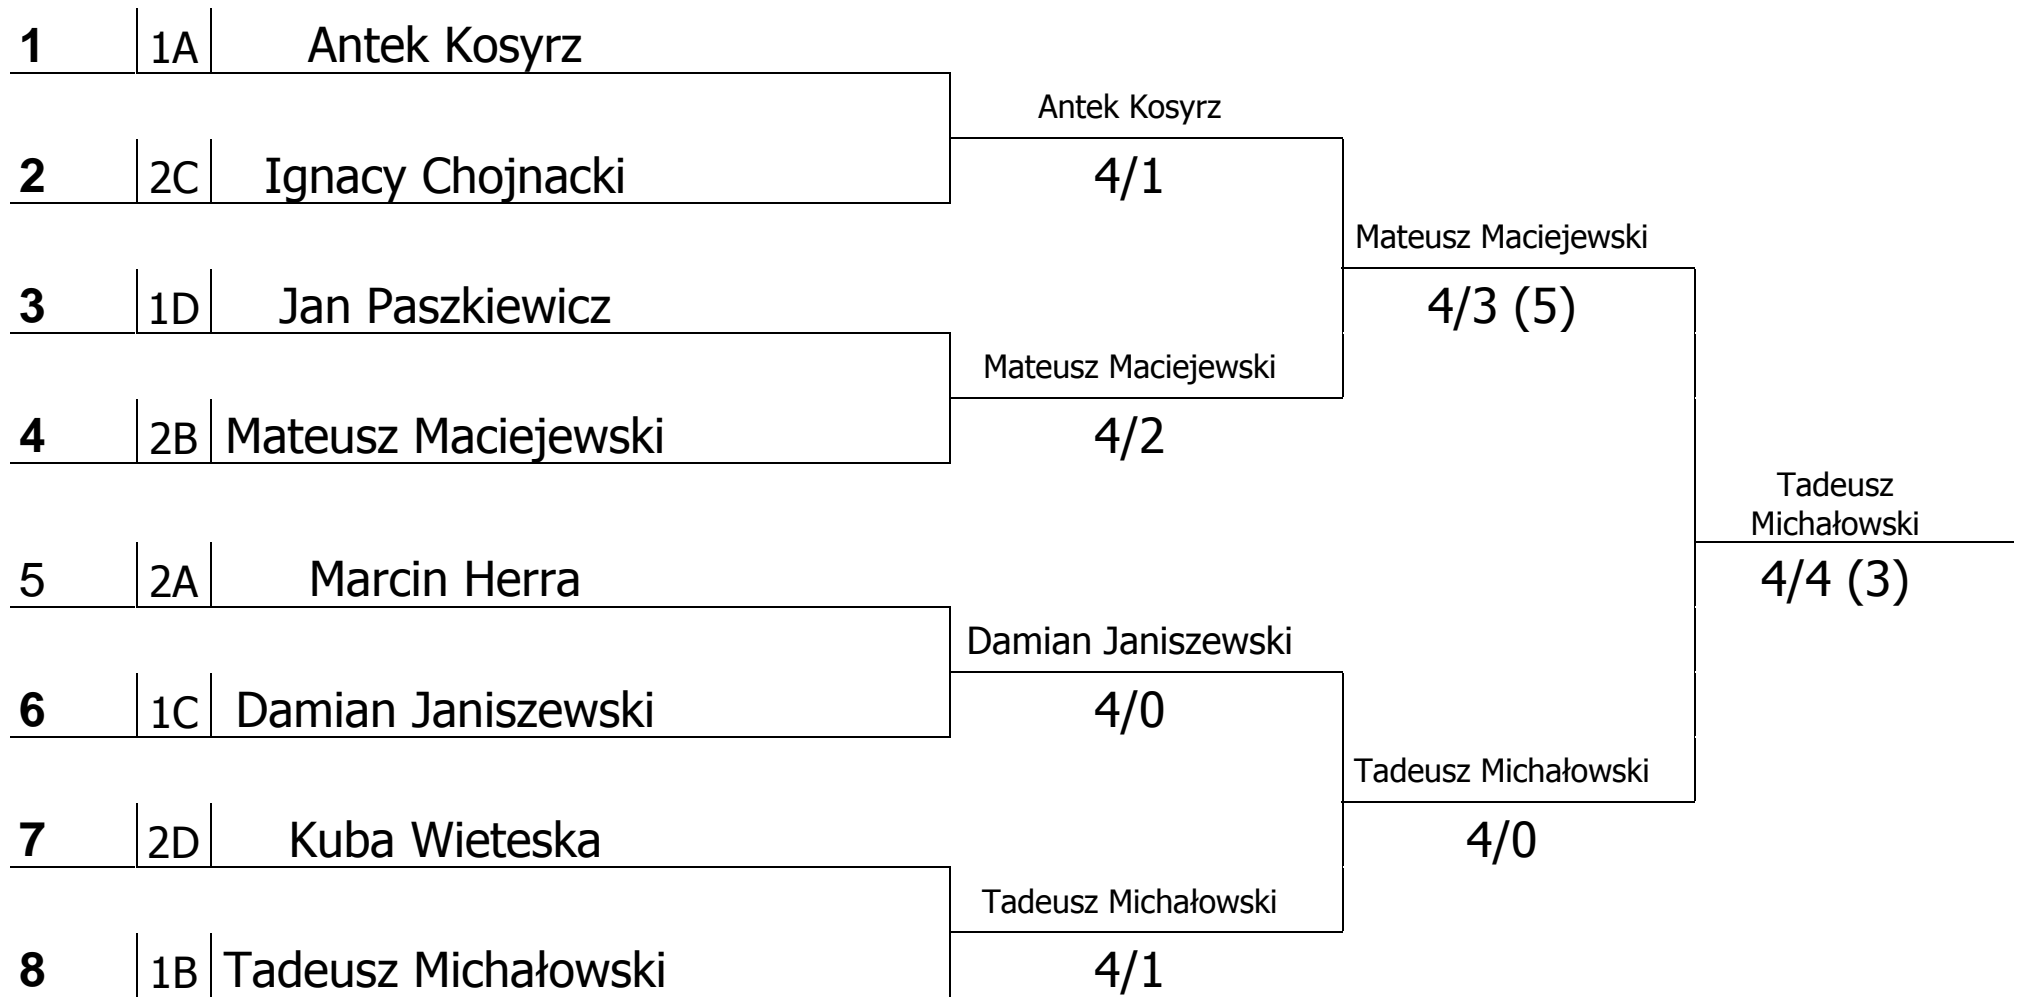 1 1A Antek Kosyrz
Antek Kosyrz
2 2C Ignacy Chojnacki 4/1
Mateusz Maciejewski
3 1D Jan Paszkiewicz 4/3 (5)
Mateusz Maciejewski
4 2B Mateusz Maciejewski 4/2
Tadeusz
Michałowski
5 2A Marcin Herra 4/4 (3)
Damian Janiszewski
6 1C Damian Janiszewski 4/0
Tadeusz Michałowski
7 2D Kuba Wieteska 4/0
Tadeusz Michałowski
8 1B Tadeusz Michałowski 4/1